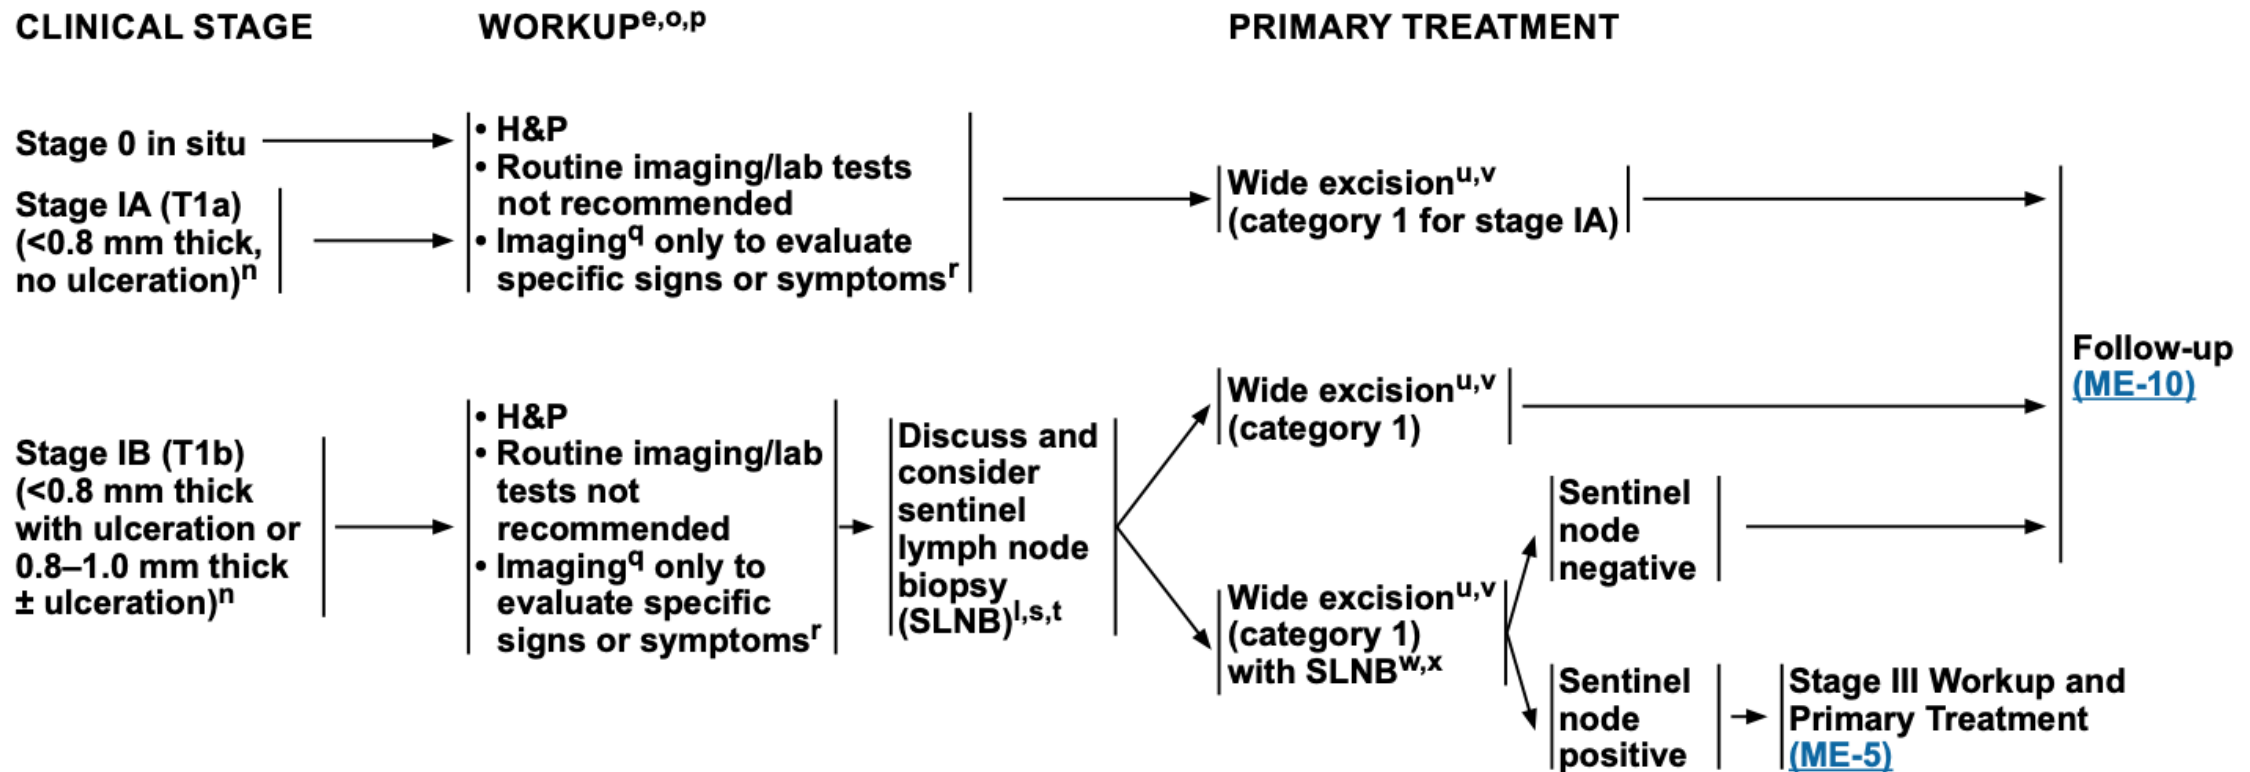 CLINICAL STAGE
WORKUPe,o,p
PRIMARY TREATMENT
Stage 0 in situ
Stage IA (T1a)
(<0.8 mm thick,
no ulceration)n
• H&P
• Routine imaging/lab tests
not recommended
• Imagingq only to evaluate
specific signs or symptomsr
Wide excisionu,v
(category 1 for stage IA)
Stage IB (T1b)
(<0.8 mm thick
with ulceration or
0.8–1.0 mm thick
± ulceration)n
• H&P
• Routine imaging/lab
tests not
recommended
• Imagingq only to
evaluate specific
signs or symptomsr
Discuss and
consider
sentinel
lymph node
biopsy
(SLNB)l,s,t
Wide excisionu,v
(category 1)
Wide excisionu,v
(category 1)
with SLNBw,x
Sentinel
node
negative
Sentinel
node
positive
Stage III Workup and
Primary Treatment
(ME-5)
Follow-up
(ME-10)